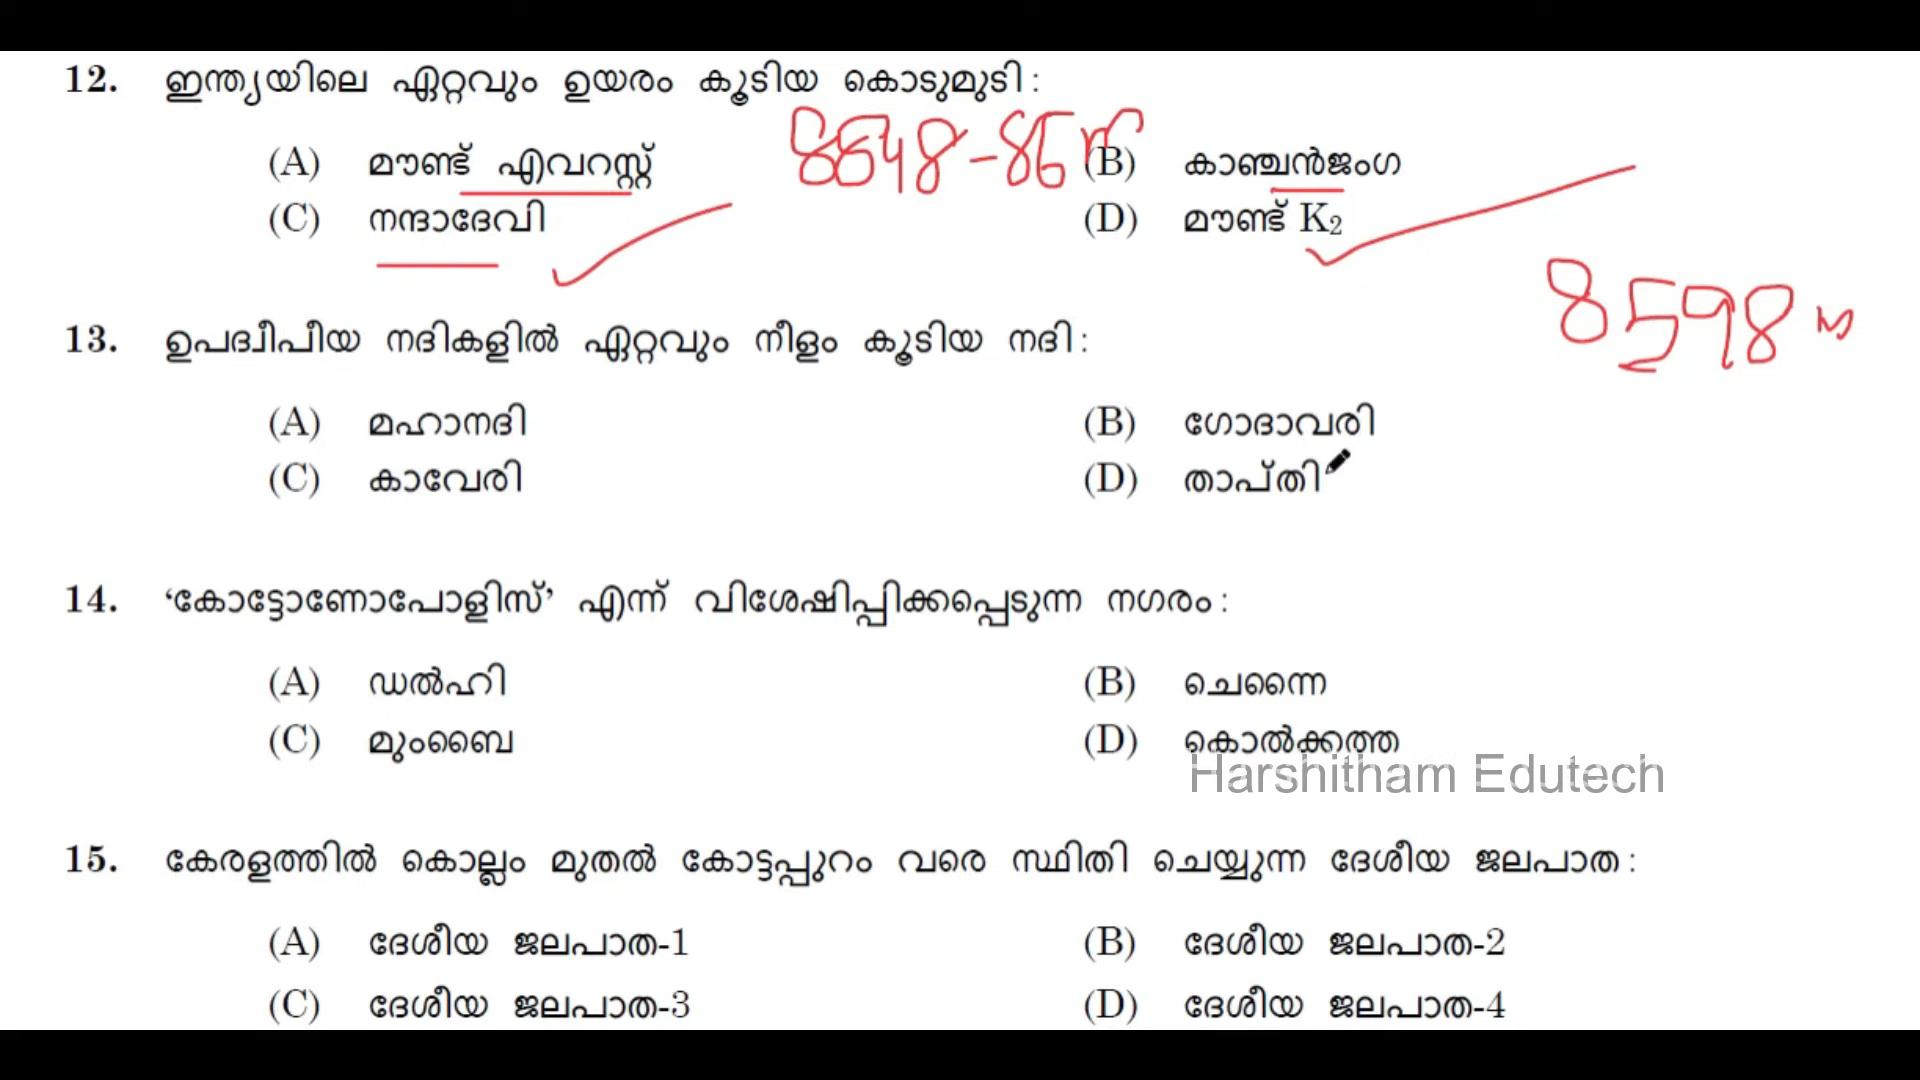 12. ഇന്ത്യയിലെ ഏറ്റവും ഉയരം കൂടിയ കൊടുമുടി :
(A) മൗണ്ട് എവറസ്റ്റ് 8848-86 m (B) കാഞ്ചൻജംഗ
(C) നന്ദാദേവി (D) മൗണ്ട് K2
8598 m
13. ഉപദ്വീപീയ നദികളിൽ ഏറ്റവും നീളം കൂടിയ നദി :
(A) മഹാനദി (B) ഗോദാവരി
(C) കാവേരി (D) താപ്തി
14. ‘കോട്ടോണോപോളിസ്’ എന്ന് വിശേഷിപ്പിക്കപ്പെടുന്ന നഗരം :
(A) ഡൽഹി (B) ചെന്നൈ
(C) മുംബൈ (D) കൊൽക്കത്ത
Harshitham Edutech
15. കേരളത്തിൽ കൊല്ലം മുതൽ കോട്ടപ്പുറം വരെ സ്ഥിതി ചെയ്യുന്ന ദേശീയ ജലപാത :
(A) ദേശീയ ജലപാത-1 (B) ദേശീയ ജലപാത-2
(C) ദേശീയ ജലപാത-3 (D) ദേശീയ ജലപാത-4